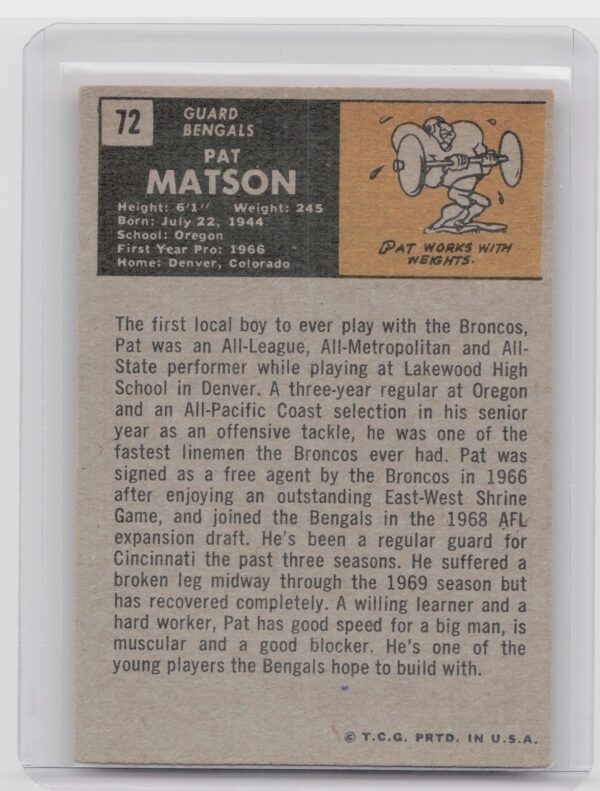 72
GUARD
BENGALS
PAT
MATSON
Height: 6'1" Weight: 245
Born: July 22, 1944
School: Oregon
First Year Pro: 1966
Home: Denver, Colorado
PAT WORKS WITH
WEIGHTS.
The first local boy to ever play with the Broncos,
Pat was an All-League, All-Metropolitan and All-
State performer while playing at Lakewood High
School in Denver. A three-year regular at Oregon
and an All-Pacific Coast selection in his senior
year as an offensive tackle, he was one of the
fastest linemen the Broncos ever had. Pat was
signed as a free agent by the Broncos in 1966
after enjoying an outstanding East-West Shrine
Game, and joined the Bengals in the 1968 AFL
expansion draft. He's been a regular guard for
Cincinnati the past three seasons. He suffered a
broken leg midway through the 1969 season but
has recovered completely. A willing learner and a
hard worker, Pat has good speed for a big man, is
muscular and a good blocker. He's one of the
young players the Bengals hope to build with.
© T.C.G. PRTD. IN U.S.A.